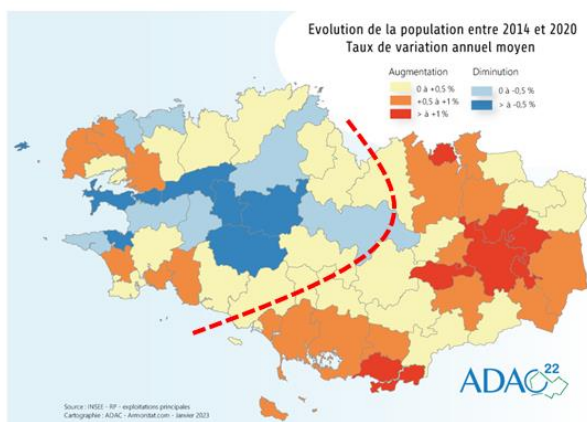 Evolution de la population entre 2014 et 2020
Taux de variation annuel moyen
Augmentation
0 à +0,5 %
+0,5 à +1 %
> à +1 %
Diminution
0 à -0,5 %
> à -0,5 %
ADAC 22
Source : INSEE - RP - exploitations principales
Cartographie : ADAC - Armorstat.com - Janvier 2023